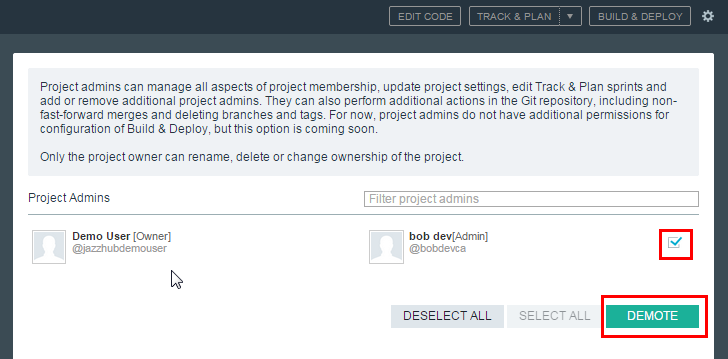 EDIT CODE TRACK & PLAN BUILD & DEPLOY
Project admins can manage all aspects of project membership, update project settings, edit Track & Plan sprints and
add or remove additional project admins. They can also perform additional actions in the Git repository, including non-
fast-forward merges and deleting branches and tags. For now, project admins do not have additional permissions for
configuration of Build & Deploy, but this option is coming soon.
Only the project owner can rename, delete or change ownership of the project.
Project Admins Filter project admins
Demo User [Owner] bob dev[Admin]
@jazzhubdemouser @bobdevca
DESELECT ALL SELECT ALL DEMOTE